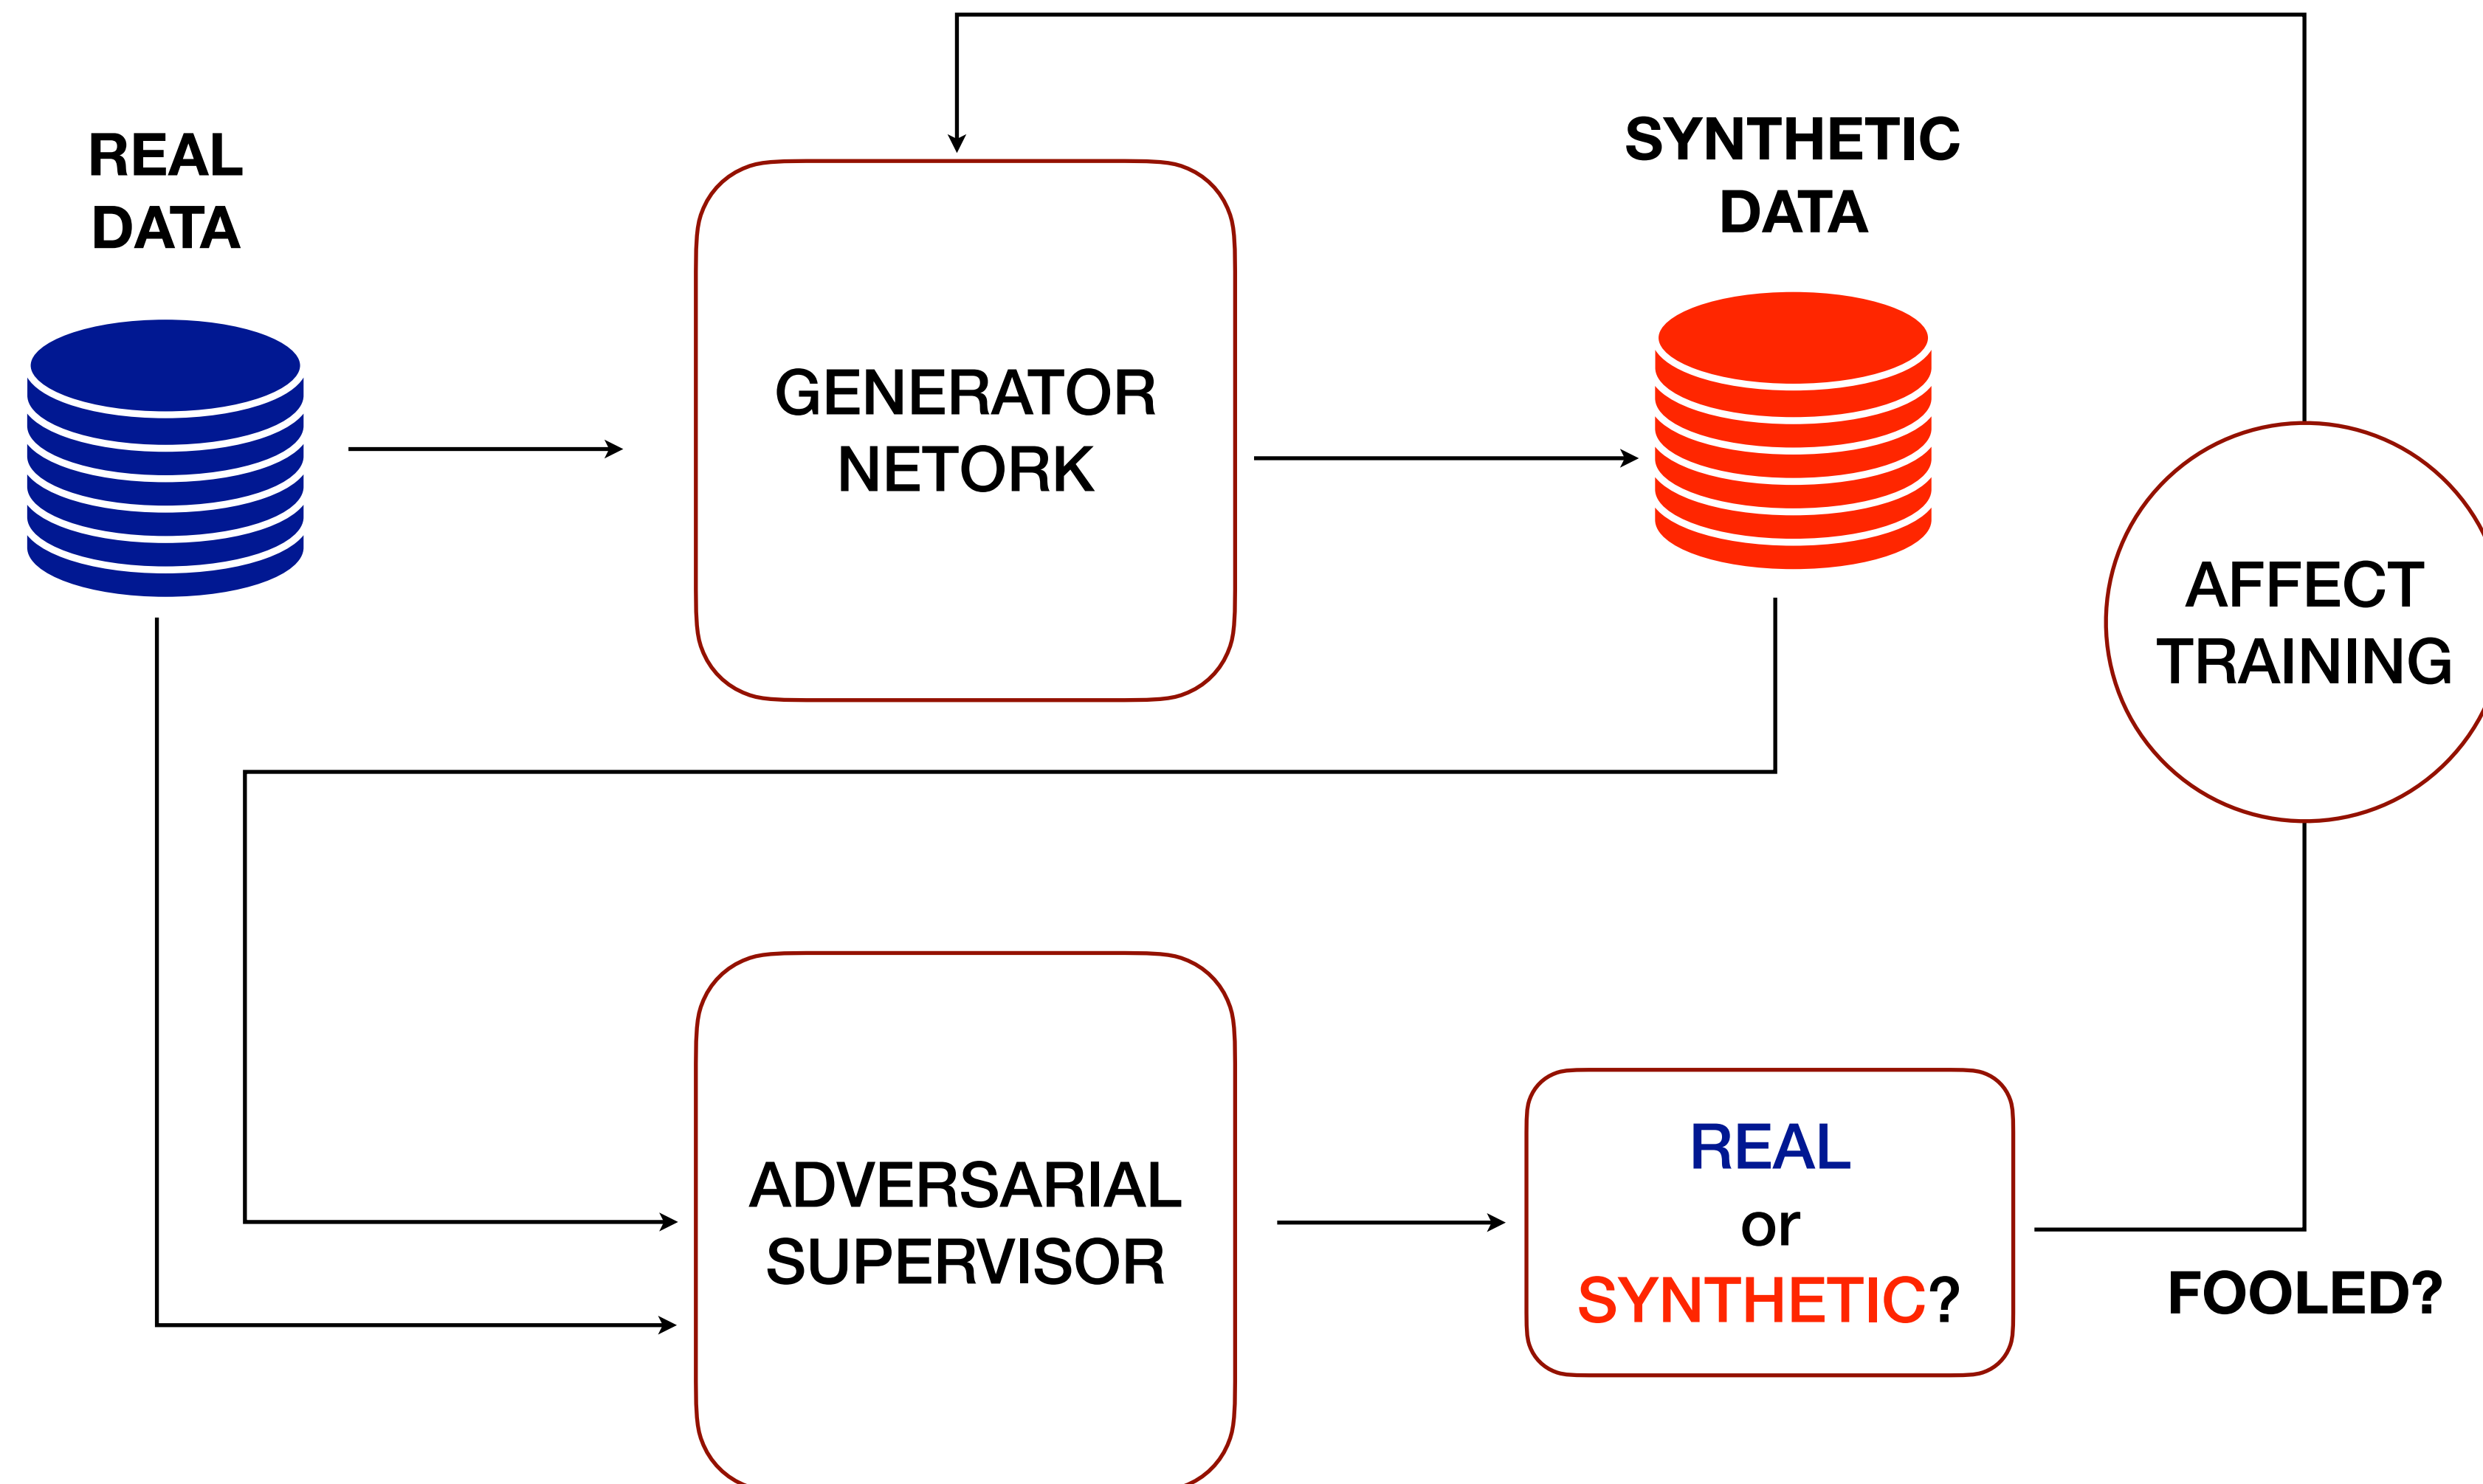 REAL
DATA
GENERATOR
NETORK
SYNTHETIC
DATA
AFFECT
TRAINING
ADVERSARIAL
SUPERVISOR
REAL
or
SYNTHETIC?
FOOLED?